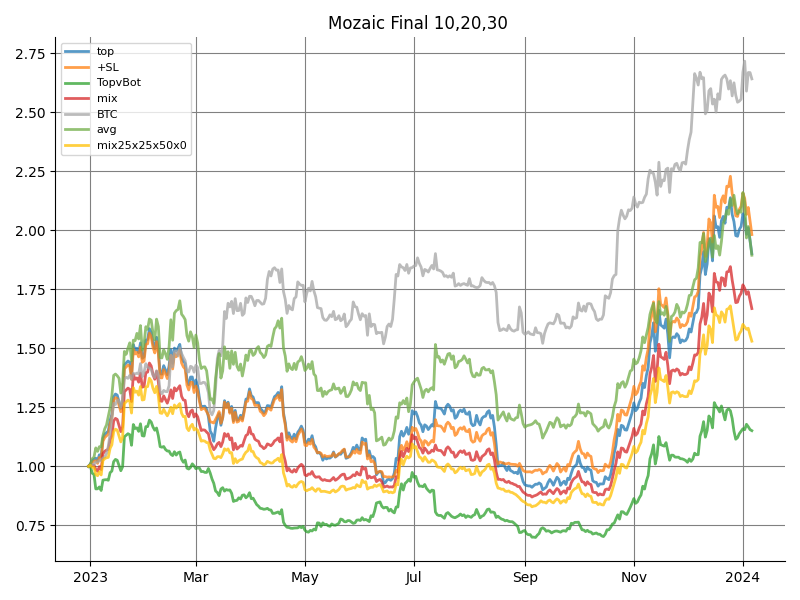 Mozaic Final 10,20,30
2.75
2.50
2.25
2.00
1.75
1.50
1.25
1.00
0.75
top
+SL
TopvBot
mix
BTC
avg
mix25x25x50x0
2023
Mar
May
Jul
Sep
Nov
2024